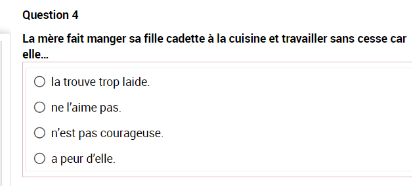 Question 4
La mère fait manger sa fille cadette à la cuisine et travailler sans cesse car
elle...
la trouve trop laide.
ne l'aime pas.
n'est pas courageuse.
a peur d'elle.